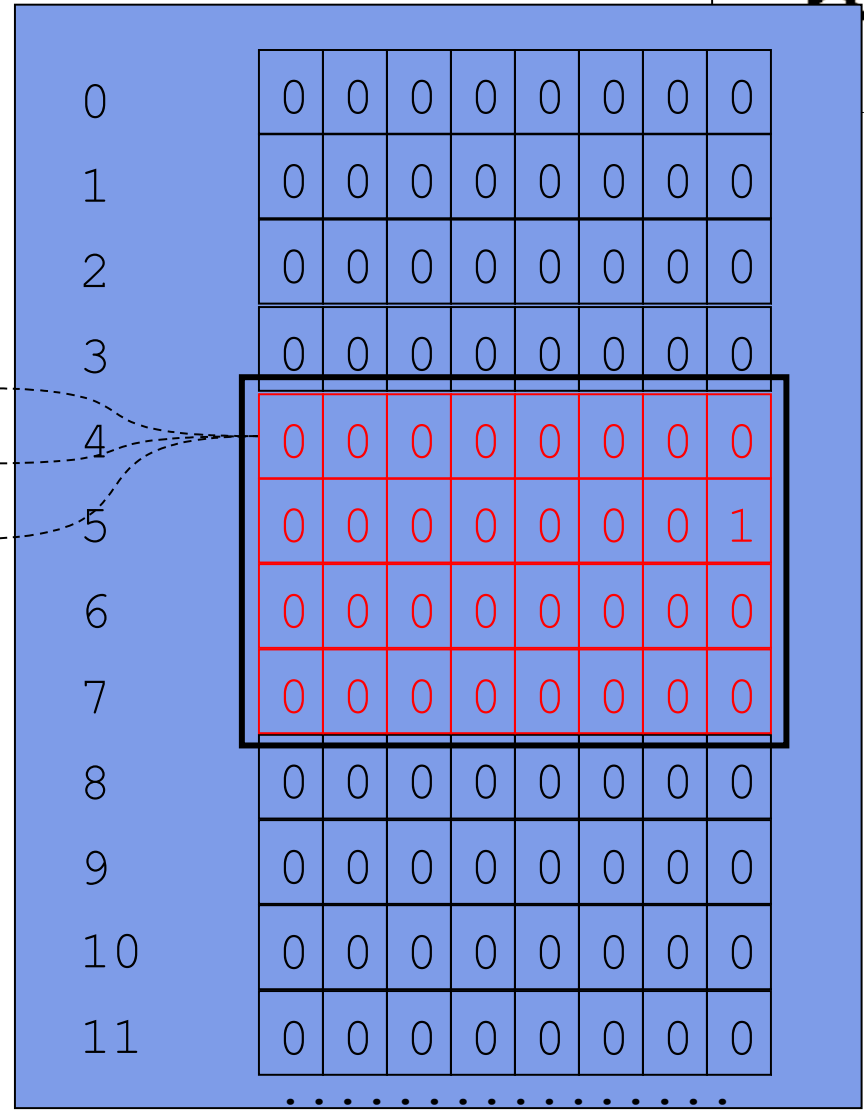 0 0 0 0 0 0 0 0 0
1 0 0 0 0 0 0 0 0
2 0 0 0 0 0 0 0 0
3 0 0 0 0 0 0 0 0
4 0 0 0 0 0 0 0 0
5 0 0 0 0 0 0 0 1
6 0 0 0 0 0 0 0 0
7 0 0 0 0 0 0 0 0
8 0 0 0 0 0 0 0 0
9 0 0 0 0 0 0 0 0
10 0 0 0 0 0 0 0 0
11 0 0 0 0 0 0 0 0
................